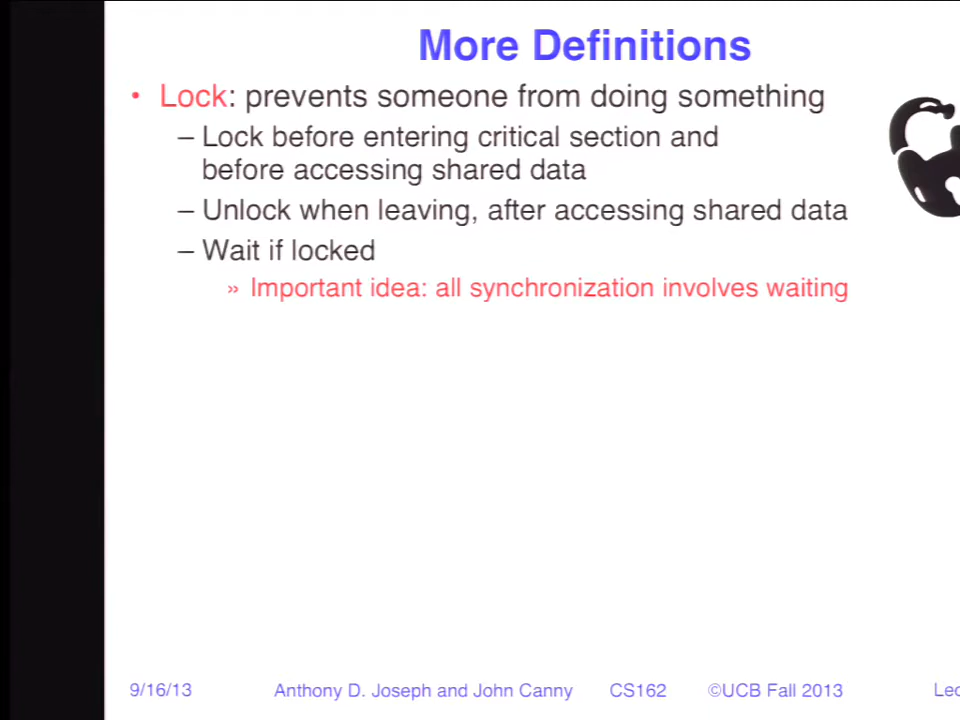 More Definitions
• Lock: prevents someone from doing something
– Lock before entering critical section and
before accessing shared data
– Unlock when leaving, after accessing shared data
– Wait if locked
» Important idea: all synchronization involves waiting
9/16/13 Anthony D. Joseph and John Canny CS162 ©UCB Fall 2013